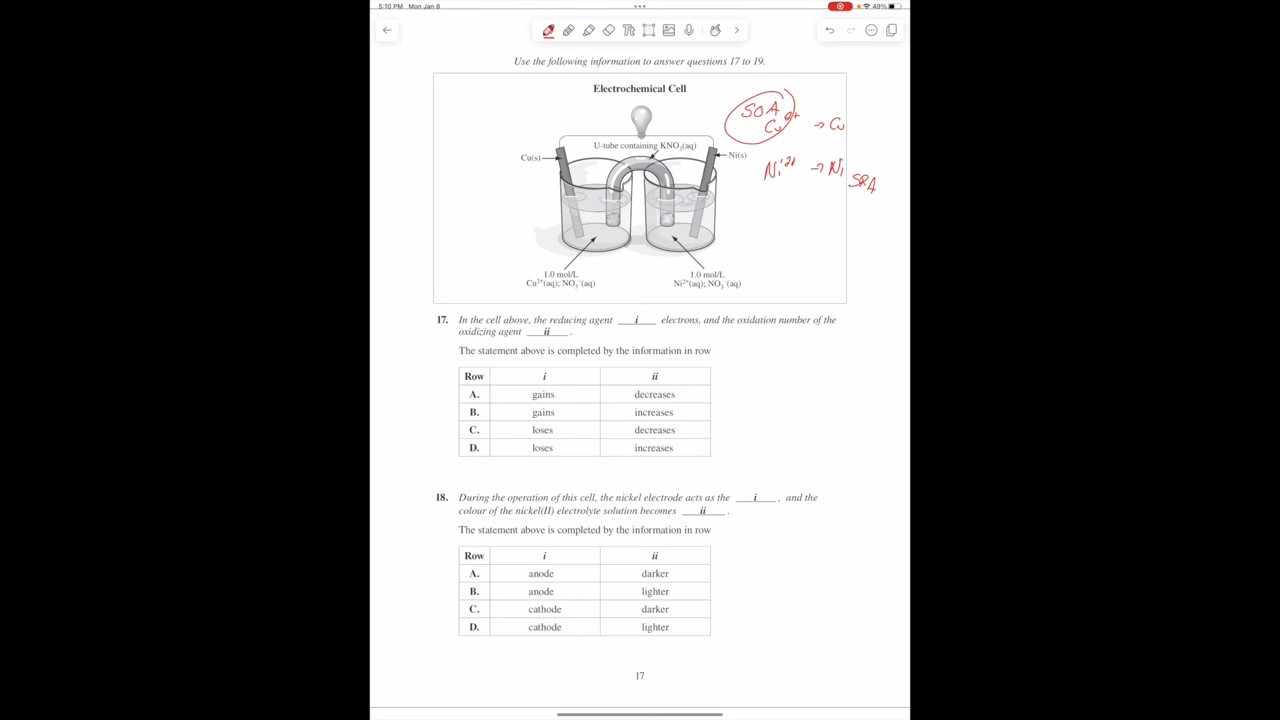 5:10 PM Mon Jan 8
49%
Use the following information to answer questions 17 to 19.
Electrochemical Cell
SOA
Cu²⁺ → Cu
Ni²⁺ → Ni
SRA
U-tube containing KNO₃(aq)
Cu(s)
Ni(s)
1.0 mol/L
Cu²⁺(aq); NO₃⁻(aq)
1.0 mol/L
Ni²⁺(aq); NO₃⁻(aq)
17. In the cell above, the reducing agent ___i___ electrons, and the oxidation number of the
oxidizing agent ___ii___ .
The statement above is completed by the information in row
Row i ii
A. gains decreases
B. gains increases
C. loses decreases
D. loses increases
18. During the operation of this cell, the nickel electrode acts as the ___i___ , and the
colour of the nickel(II) electrolyte solution becomes ___ii___ .
The statement above is completed by the information in row
Row i ii
A. anode darker
B. anode lighter
C. cathode darker
D. cathode lighter
17